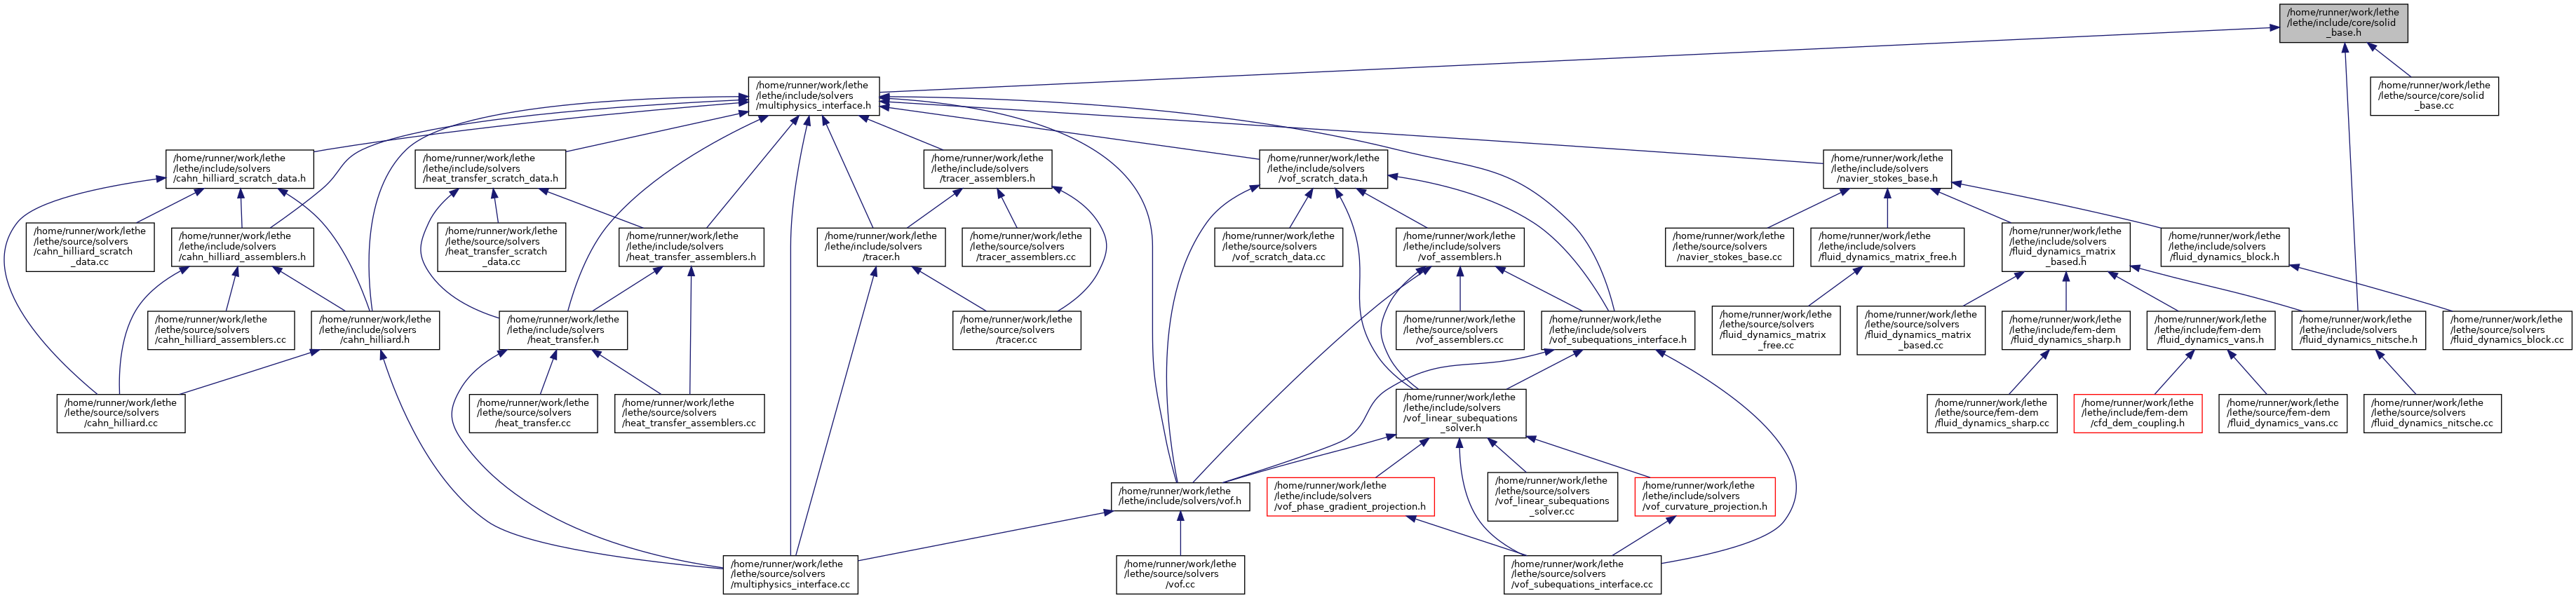 /home/runner/work/lethe
/lethe/include/core/solid
_base.h
/home/runner/work/lethe
/lethe/include/solvers
/multiphysics_interface.h
/home/runner/work/lethe
/lethe/source/core/solid
_base.cc
/home/runner/work/lethe
/lethe/include/solvers
/cahn_hilliard_scratch_data.h
/home/runner/work/lethe
/lethe/include/solvers
/heat_transfer_scratch_data.h
/home/runner/work/lethe
/lethe/include/solvers
/tracer_assemblers.h
/home/runner/work/lethe
/lethe/include/solvers
/vof_scratch_data.h
/home/runner/work/lethe
/lethe/include/solvers
/navier_stokes_base.h
/home/runner/work/lethe
/lethe/source/solvers
/cahn_hilliard_scratch
_data.cc
/home/runner/work/lethe
/lethe/include/solvers
/cahn_hilliard_assemblers.h
/home/runner/work/lethe
/lethe/source/solvers
/heat_transfer_scratch
_data.cc
/home/runner/work/lethe
/lethe/include/solvers
/heat_transfer_assemblers.h
/home/runner/work/lethe
/lethe/include/solvers
/tracer.h
/home/runner/work/lethe
/lethe/source/solvers
/tracer_assemblers.cc
/home/runner/work/lethe
/lethe/source/solvers
/vof_scratch_data.cc
/home/runner/work/lethe
/lethe/include/solvers
/vof_assemblers.h
/home/runner/work/lethe
/lethe/source/solvers
/navier_stokes_base.cc
/home/runner/work/lethe
/lethe/include/solvers
/fluid_dynamics_matrix_free.h
/home/runner/work/lethe
/lethe/include/solvers
/fluid_dynamics_matrix
_based.h
/home/runner/work/lethe
/lethe/include/solvers
/fluid_dynamics_block.h
/home/runner/work/lethe
/lethe/source/solvers
/cahn_hilliard_assemblers.cc
/home/runner/work/lethe
/lethe/include/solvers
/cahn_hilliard.h
/home/runner/work/lethe
/lethe/include/solvers
/heat_transfer.h
/home/runner/work/lethe
/lethe/source/solvers
/tracer.cc
/home/runner/work/lethe
/lethe/source/solvers
/vof_assemblers.cc
/home/runner/work/lethe
/lethe/include/solvers
/vof_subequations_interface.h
/home/runner/work/lethe
/lethe/source/solvers
/fluid_dynamics_matrix
_free.cc
/home/runner/work/lethe
/lethe/source/solvers
/fluid_dynamics_matrix
_based.cc
/home/runner/work/lethe
/lethe/include/fem-dem
/fluid_dynamics_sharp.h
/home/runner/work/lethe
/lethe/include/fem-dem
/fluid_dynamics_vans.h
/home/runner/work/lethe
/lethe/include/solvers
/fluid_dynamics_nitsche.h
/home/runner/work/lethe
/lethe/source/solvers
/fluid_dynamics_block.cc
/home/runner/work/lethe
/lethe/source/solvers
/cahn_hilliard.cc
/home/runner/work/lethe
/lethe/source/solvers
/heat_transfer.cc
/home/runner/work/lethe
/lethe/source/solvers
/heat_transfer_assemblers.cc
/home/runner/work/lethe
/lethe/include/solvers
/vof_linear_subequations
_solver.h
/home/runner/work/lethe
/lethe/source/fem-dem
/fluid_dynamics_sharp.cc
/home/runner/work/lethe
/lethe/include/fem-dem
/cfd_dem_coupling.h
/home/runner/work/lethe
/lethe/source/fem-dem
/fluid_dynamics_vans.cc
/home/runner/work/lethe
/lethe/source/solvers
/fluid_dynamics_nitsche.cc
/home/runner/work/lethe
/lethe/include/solvers/vof.h
/home/runner/work/lethe
/lethe/include/solvers
/vof_phase_gradient_projection.h
/home/runner/work/lethe
/lethe/source/solvers
/vof_linear_subequations
_solver.cc
/home/runner/work/lethe
/lethe/include/solvers
/vof_curvature_projection.h
/home/runner/work/lethe
/lethe/source/solvers
/multiphysics_interface.cc
/home/runner/work/lethe
/lethe/source/solvers
/vof.cc
/home/runner/work/lethe
/lethe/source/solvers
/vof_subequations_interface.cc